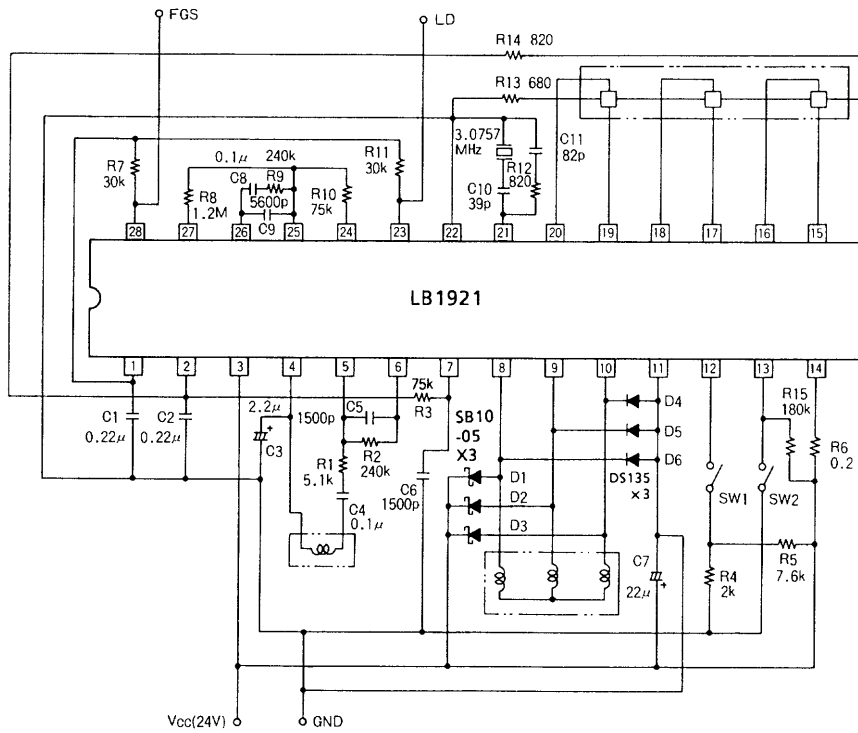 FGS
LD
R14 820
R13 680
3.0757
MHz
C11
82p
R7
30k
0.1μ 240k
C8 R9
5600p
C9
R8
1.2M
R10
75k
R11
30k
C10
39p
R12
820
28 27 26 25 24 23 22 21 20 19 18 17 16 15
LB1921
1 2 3 4 5 6 7 8 9 10 11 12 13 14
C1
0.22μ
C2
0.22μ
2.2μ
+
C3
1500p
C5
R2
240k
R1
5.1k
C4
0.1μ
75k
R3
C6
1500p
SB10
-05
X3
D1
D2
D3
D4
D5
D6
DS135
×3
C7
22μ
+
SW1
SW2
R15
180k
R6
0.2
R4
2k
R5
7.6k
Vcc(24V)
GND